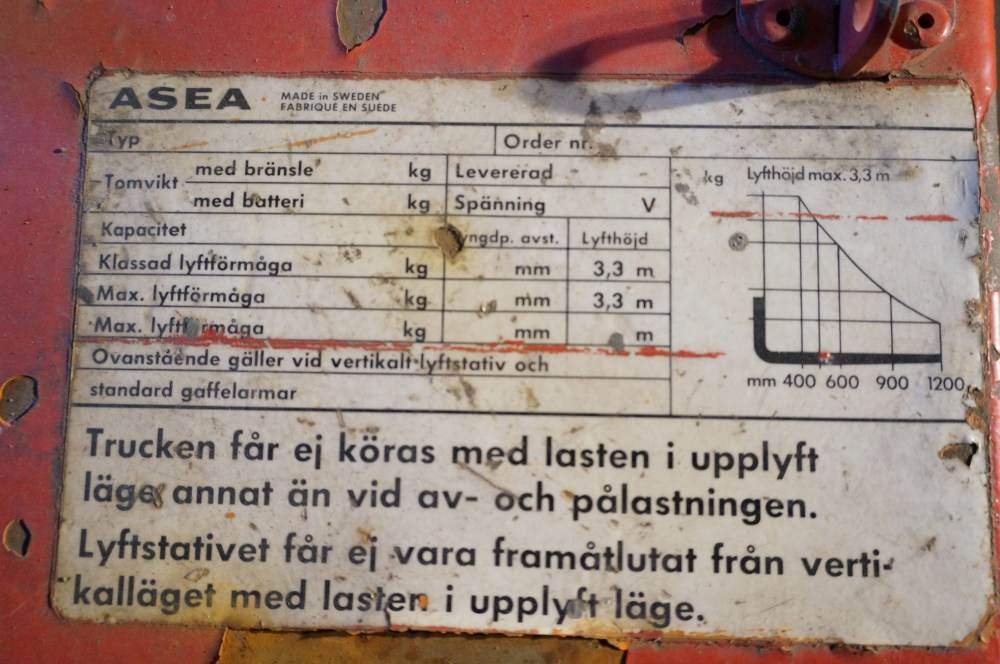 ASEA MADE in SWEDEN
FABRIQUE EN SUÈDE
Typ Order nr.
Tomvikt med bränsle kg Levererad
med batteri kg Spänning V
Kapacitet yngdp. avst. Lyfthöjd
Klassad lyftförmåga kg mm 3,3 m
Max. lyftförmåga kg mm 3,3 m
Max. lyftförmåga kg mm m
Ovanstående gäller vid vertikalt lyftstativ och
standard gaffelarmar
kg Lyfthöjd max. 3,3 m
mm 400 600 900 1200
Trucken får ej köras med lasten i upplyft
läge annat än vid av- och pålastningen.
Lyftstativet får ej vara framåtlutat från verti-
kalläget med lasten i upplyft läge.